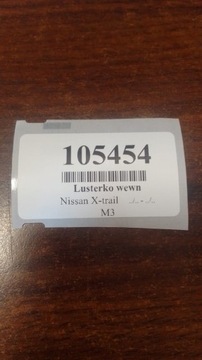 105454
Lusterko wewn
Nissan X-trail
M3